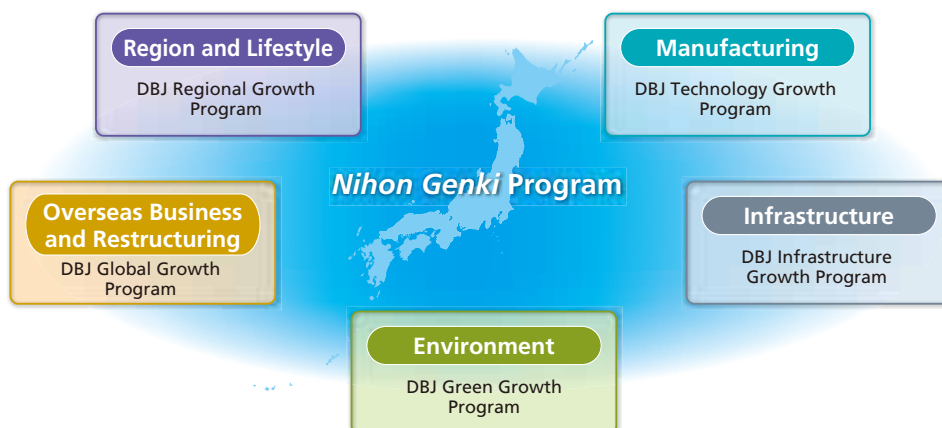 Region and Lifestyle
DBJ Regional Growth
Program
Manufacturing
DBJ Technology Growth
Program
Nihon Genki Program
Overseas Business
and Restructuring
DBJ Global Growth
Program
Infrastructure
DBJ Infrastructure
Growth Program
Environment
DBJ Green Growth
Program